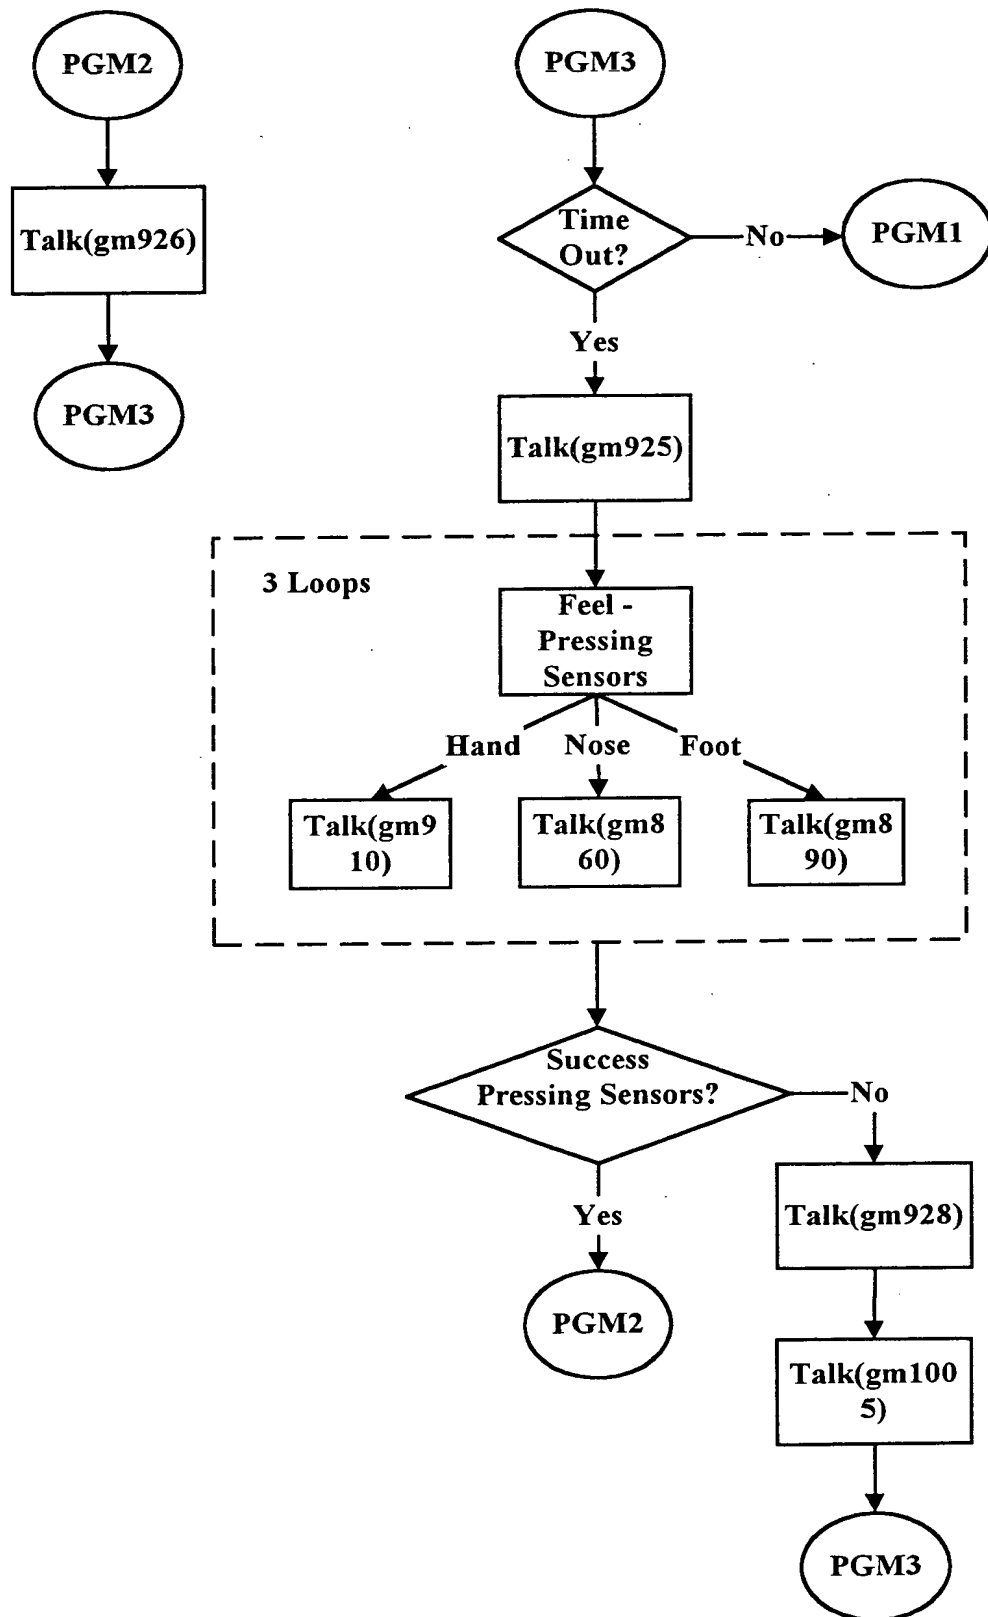 PGM2
Talk(gm926)
PGM3
PGM3
Time
Out?
No
PGM1
Yes
Talk(gm925)
3 Loops
Feel -
Pressing
Sensors
Hand
Nose
Foot
Talk(gm9
10)
Talk(gm8
60)
Talk(gm8
90)
Success
Pressing Sensors?
No
Yes
PGM2
Talk(gm928)
Talk(gm100
5)
PGM3